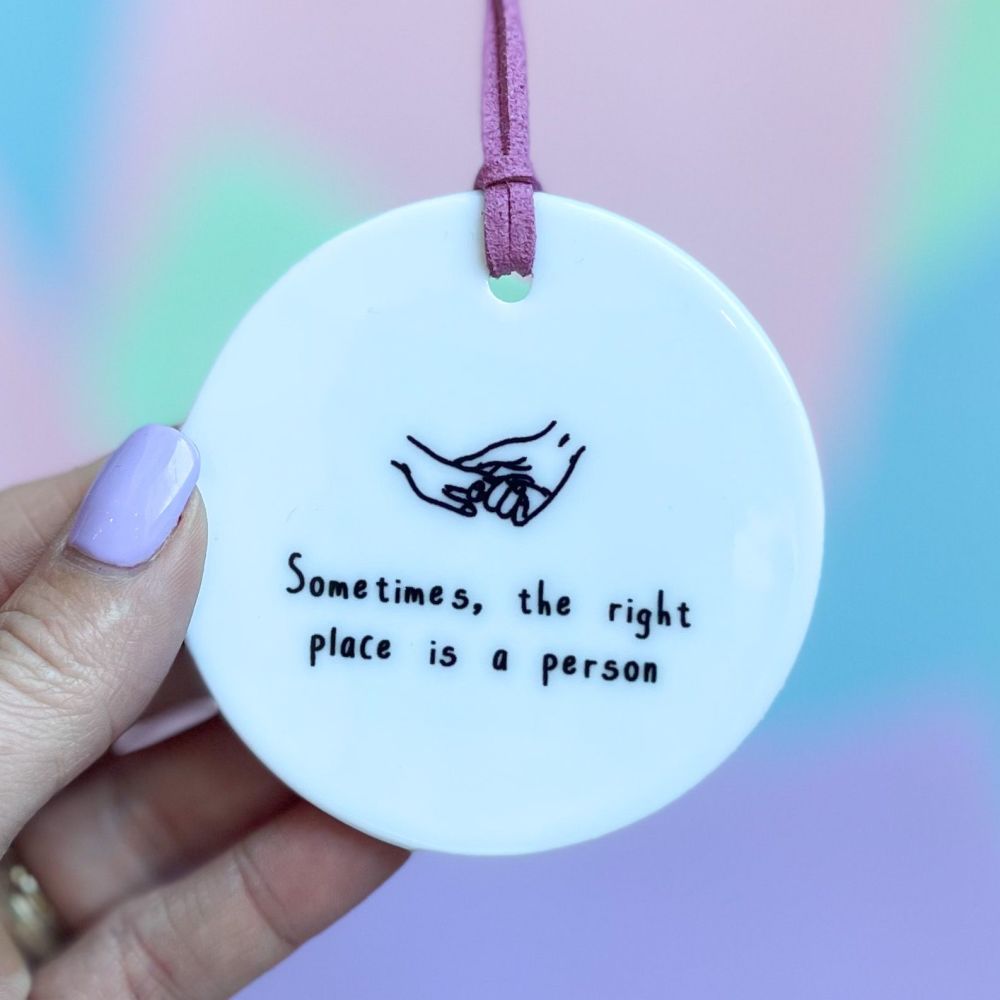 Sometimes, the right
place is a person